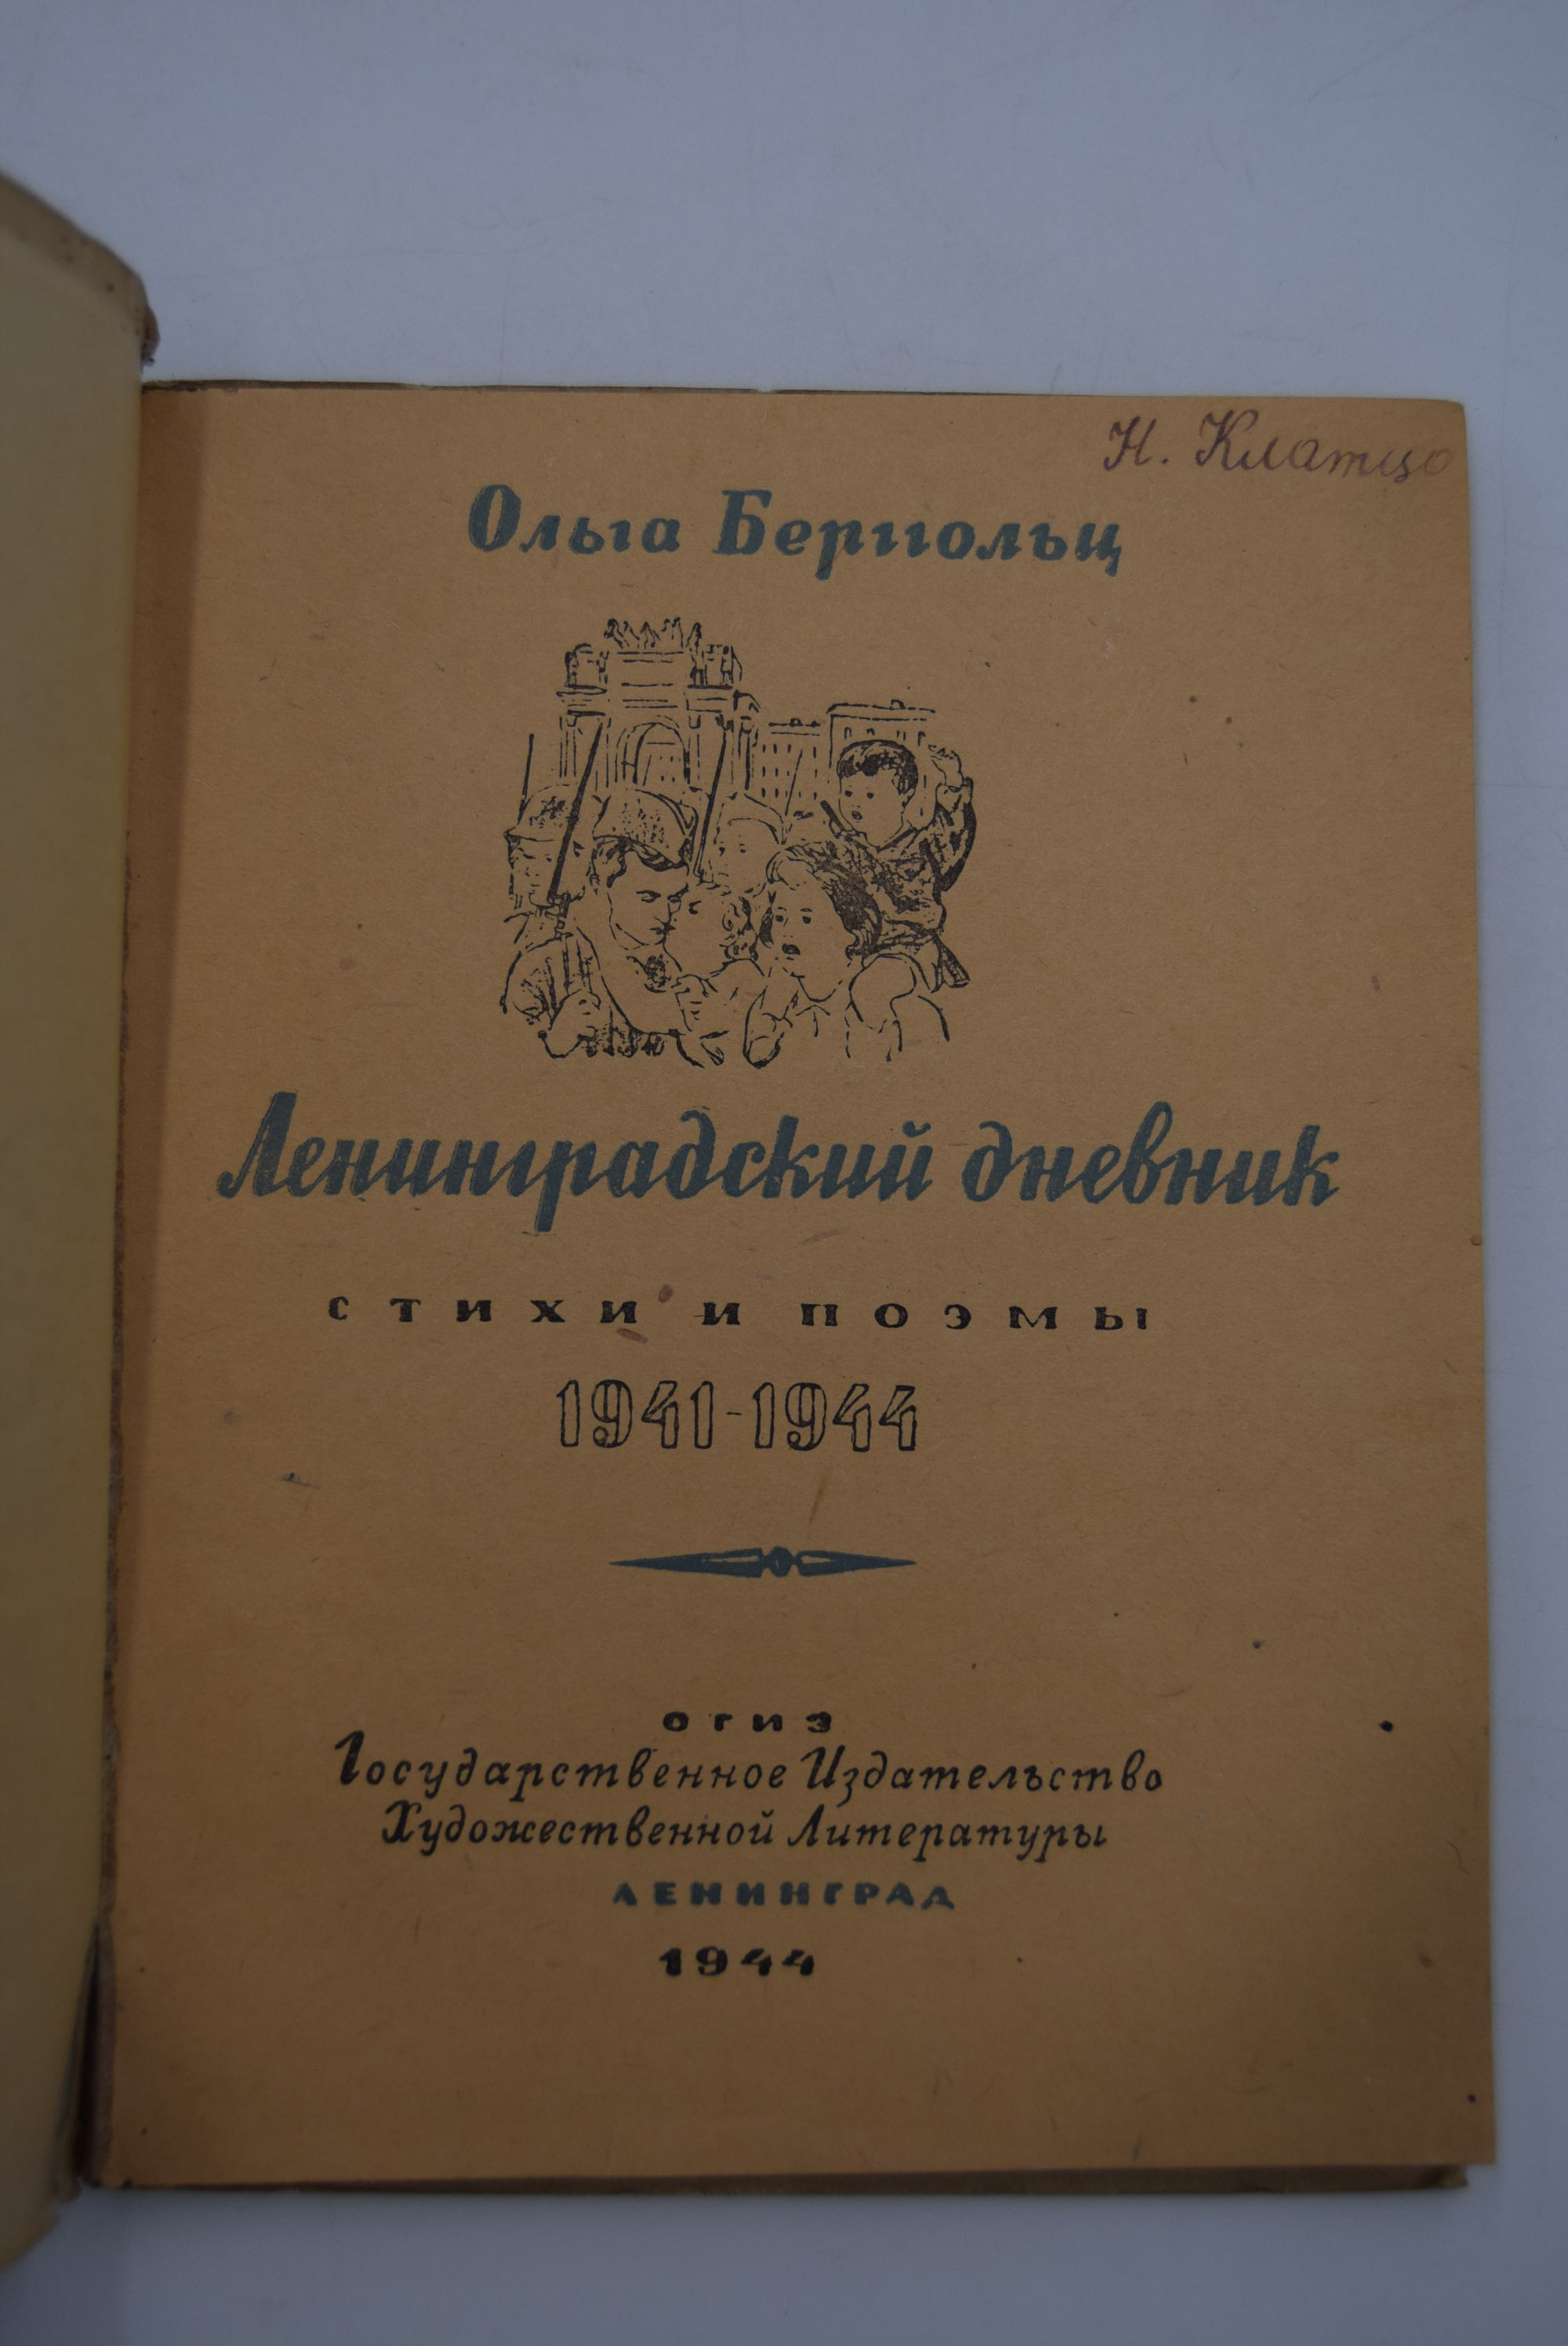 Н. Клатцо
Ольга Берггольц
Ленинградский дневник
стихи и поэмы
1941-1944
огиз
Государственное Издательство
Художественной Литературы
ЛЕНИНГРАД
1944